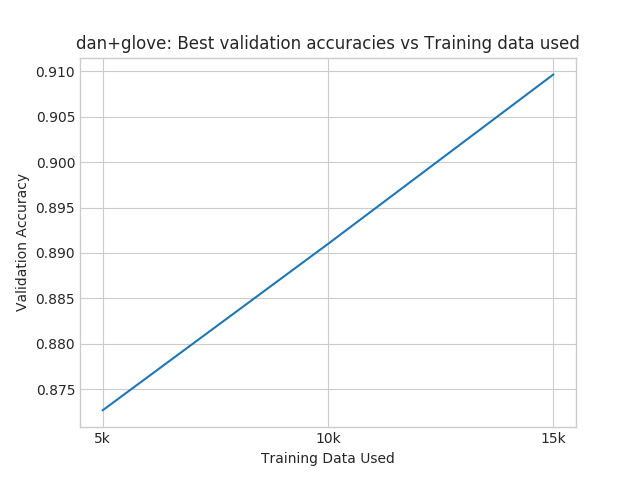 dan+glove: Best validation accuracies vs Training data used
0.910
0.905
0.900
0.895
0.890
0.885
0.880
0.875
Validation Accuracy
5k 10k 15k
Training Data Used